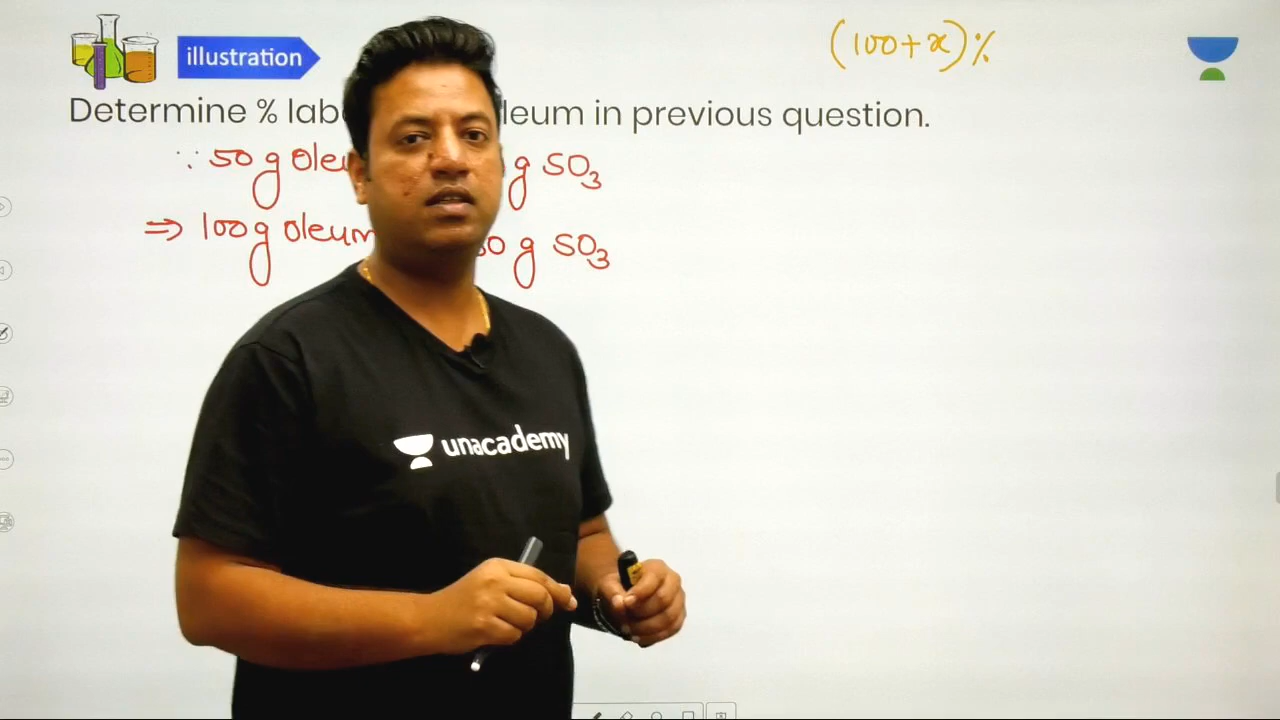 (100+x)%
illustration
Determine % lab leum in previous question.
∵ 50 g Oleu g SO₃
⇒ 100 g Oleum 0 g SO₃
unacademy